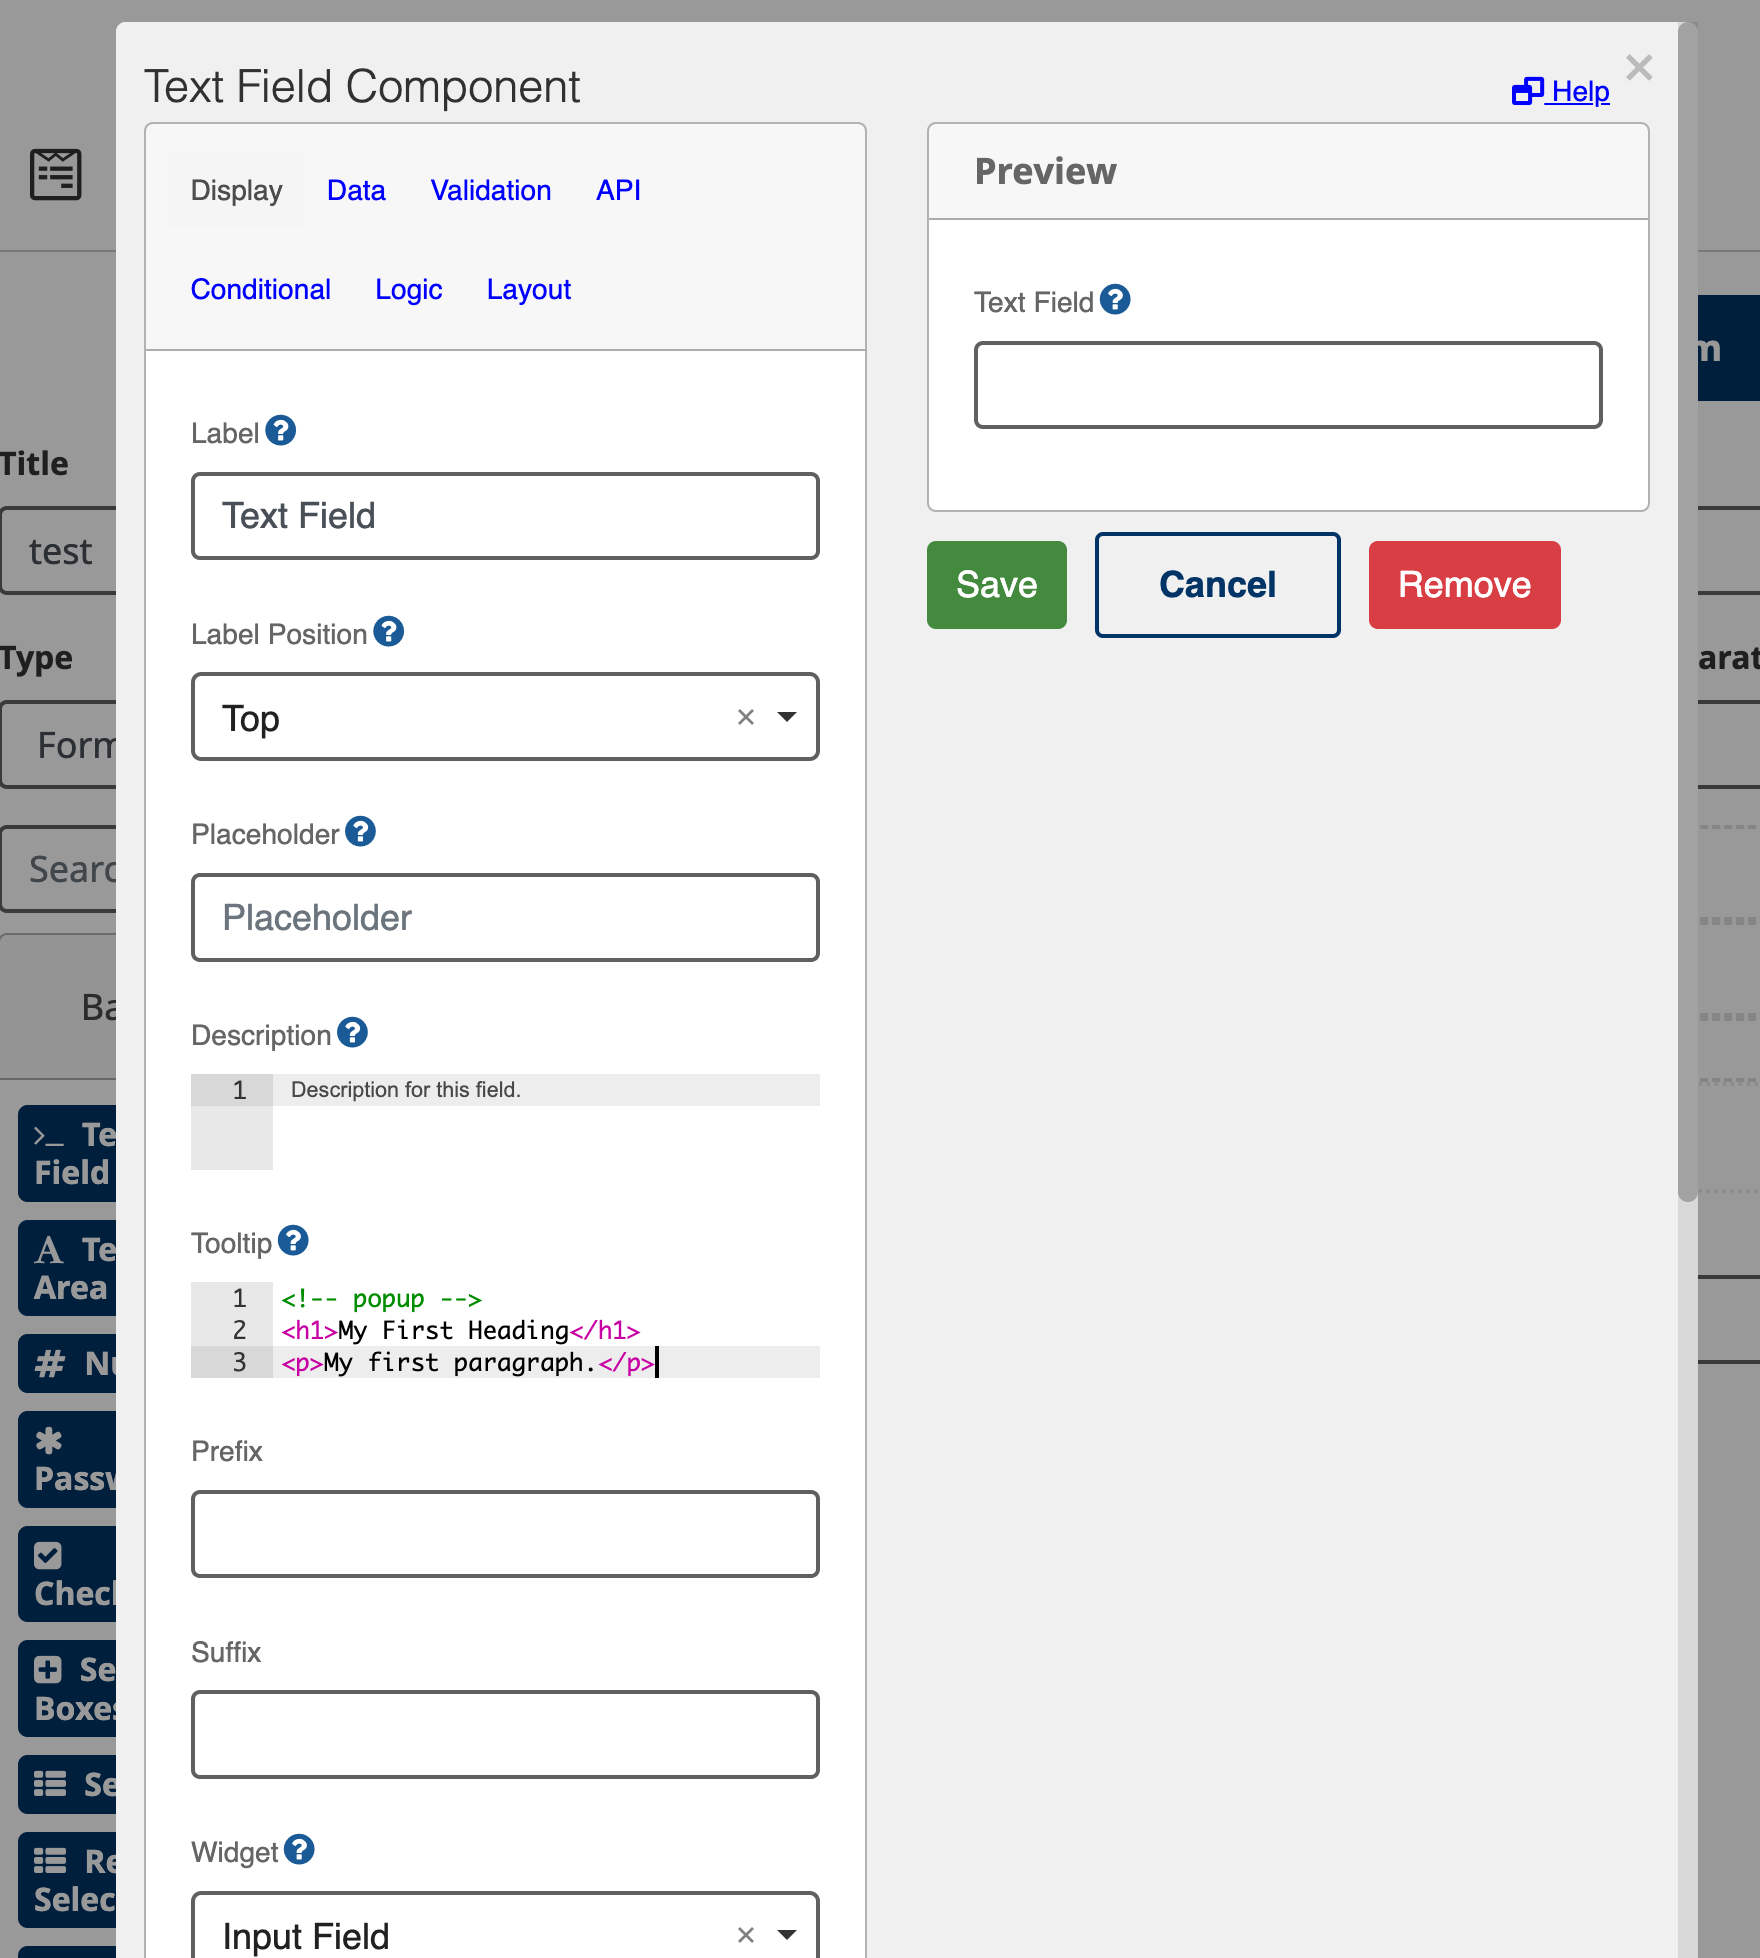 Text Field Component
Help
Display Data Validation API
Conditional Logic Layout
Label
Text Field
Label Position
Top
Placeholder
Placeholder
Description
1 Description for this field.
Tooltip
1 <!-- popup -->
2 <h1>My First Heading</h1>
3 <p>My first paragraph.</p>
Prefix
Suffix
Widget
Input Field
Preview
Text Field
Save
Cancel
Remove
Title
test
Type
Form
Searc
Ba
Te
Field
Te
Area
Nu
Passw
Check
Se
Boxes
Se
Re
Selec
m
arat